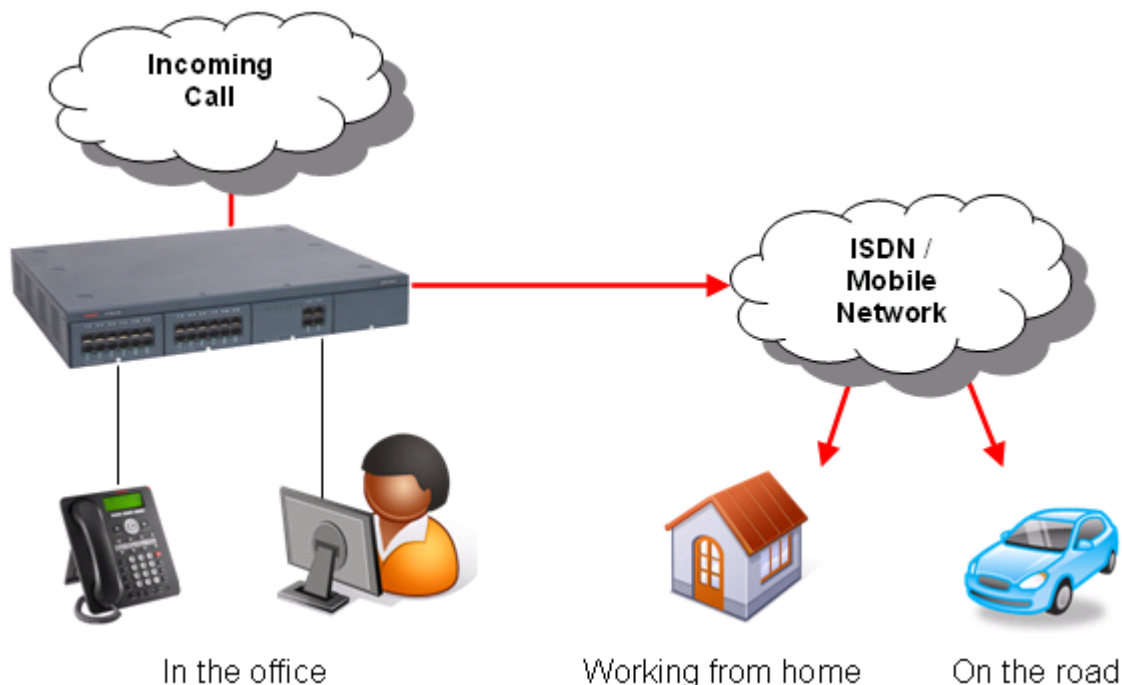 Incoming
Call
ISDN /
Mobile
Network
In the office
Working from home
On the road